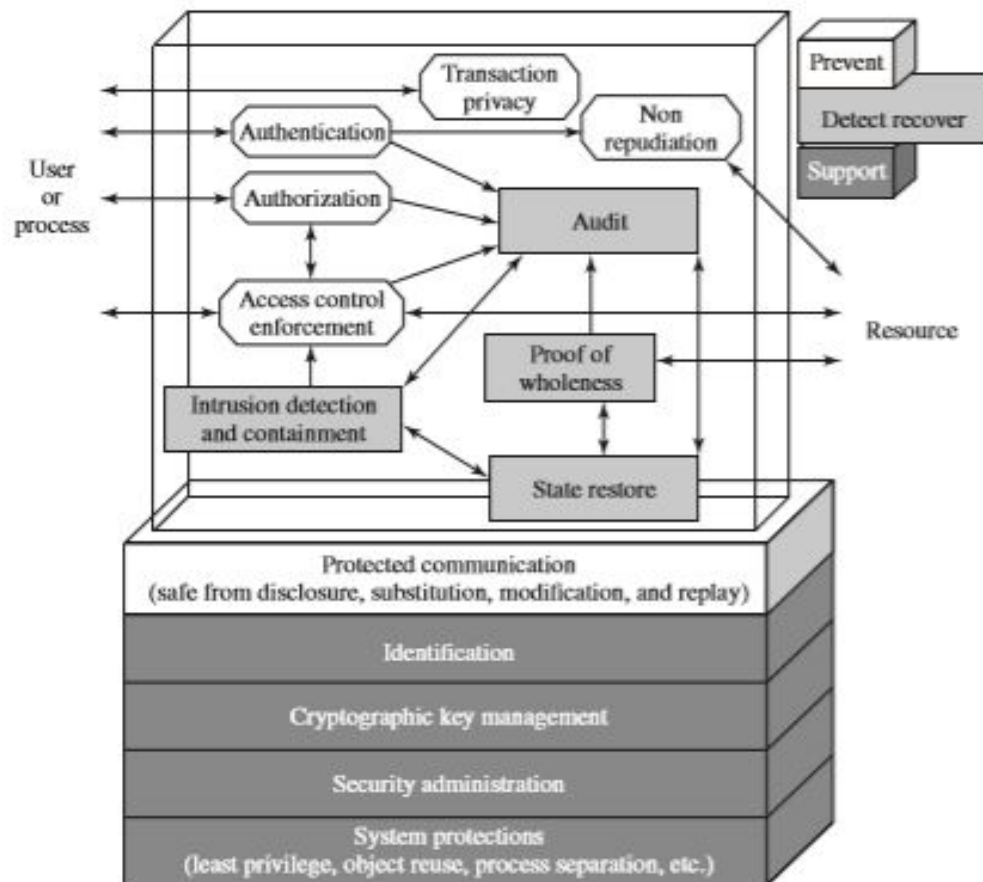 Transaction
privacy
Prevent
Non
repudiation
Detect recover
Authentication
Support
User
or
process
Authorization
Audit
Access control
enforcement
Resource
Proof of
wholeness
Intrusion detection
and containment
State restore
Protected communication
(safe from disclosure, substitution, modification, and replay)
Identification
Cryptographic key management
Security administration
System protections
(least privilege, object reuse, process separation, etc.)